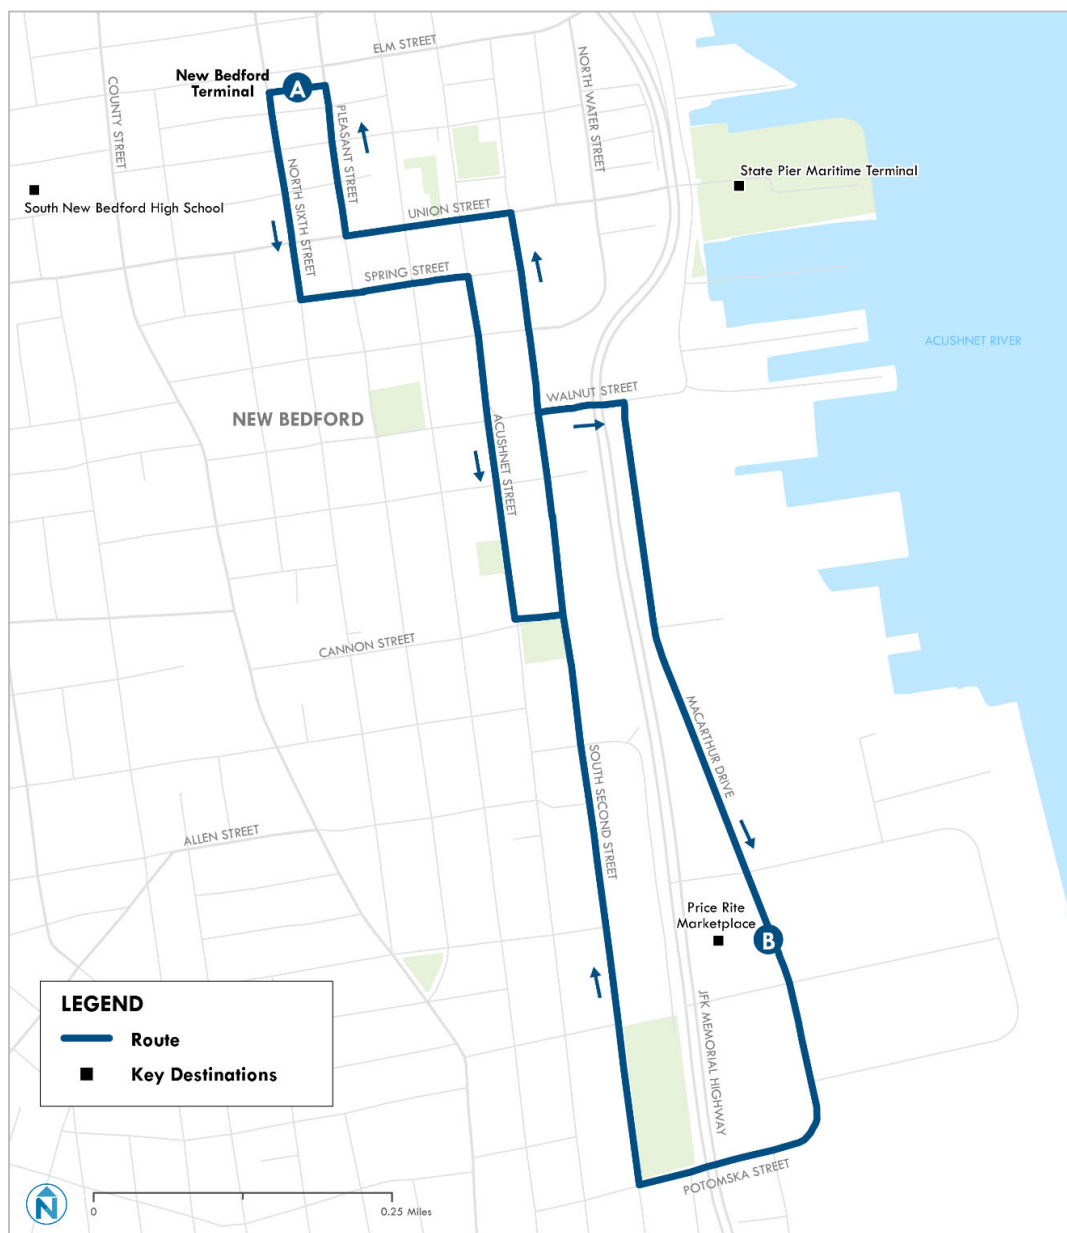 ELM STREET
New Bedford
Terminal
A
COUNTY STREET
PLEASANT STREET
NORTH WATER STREET
NORTH SIXTH STREET
State Pier Maritime Terminal
South New Bedford High School
UNION STREET
SPRING STREET
ACUSHNET RIVER
WALNUT STREET
NEW BEDFORD
ACUSHNET STREET
CANNON STREET
MACARTHUR DRIVE
SOUTH SECOND STREET
ALLEN STREET
Price Rite
Marketplace
B
JFK MEMORIAL HIGHWAY
POTOMSKA STREET
LEGEND
Route
Key Destinations
N
0
0.25 Miles